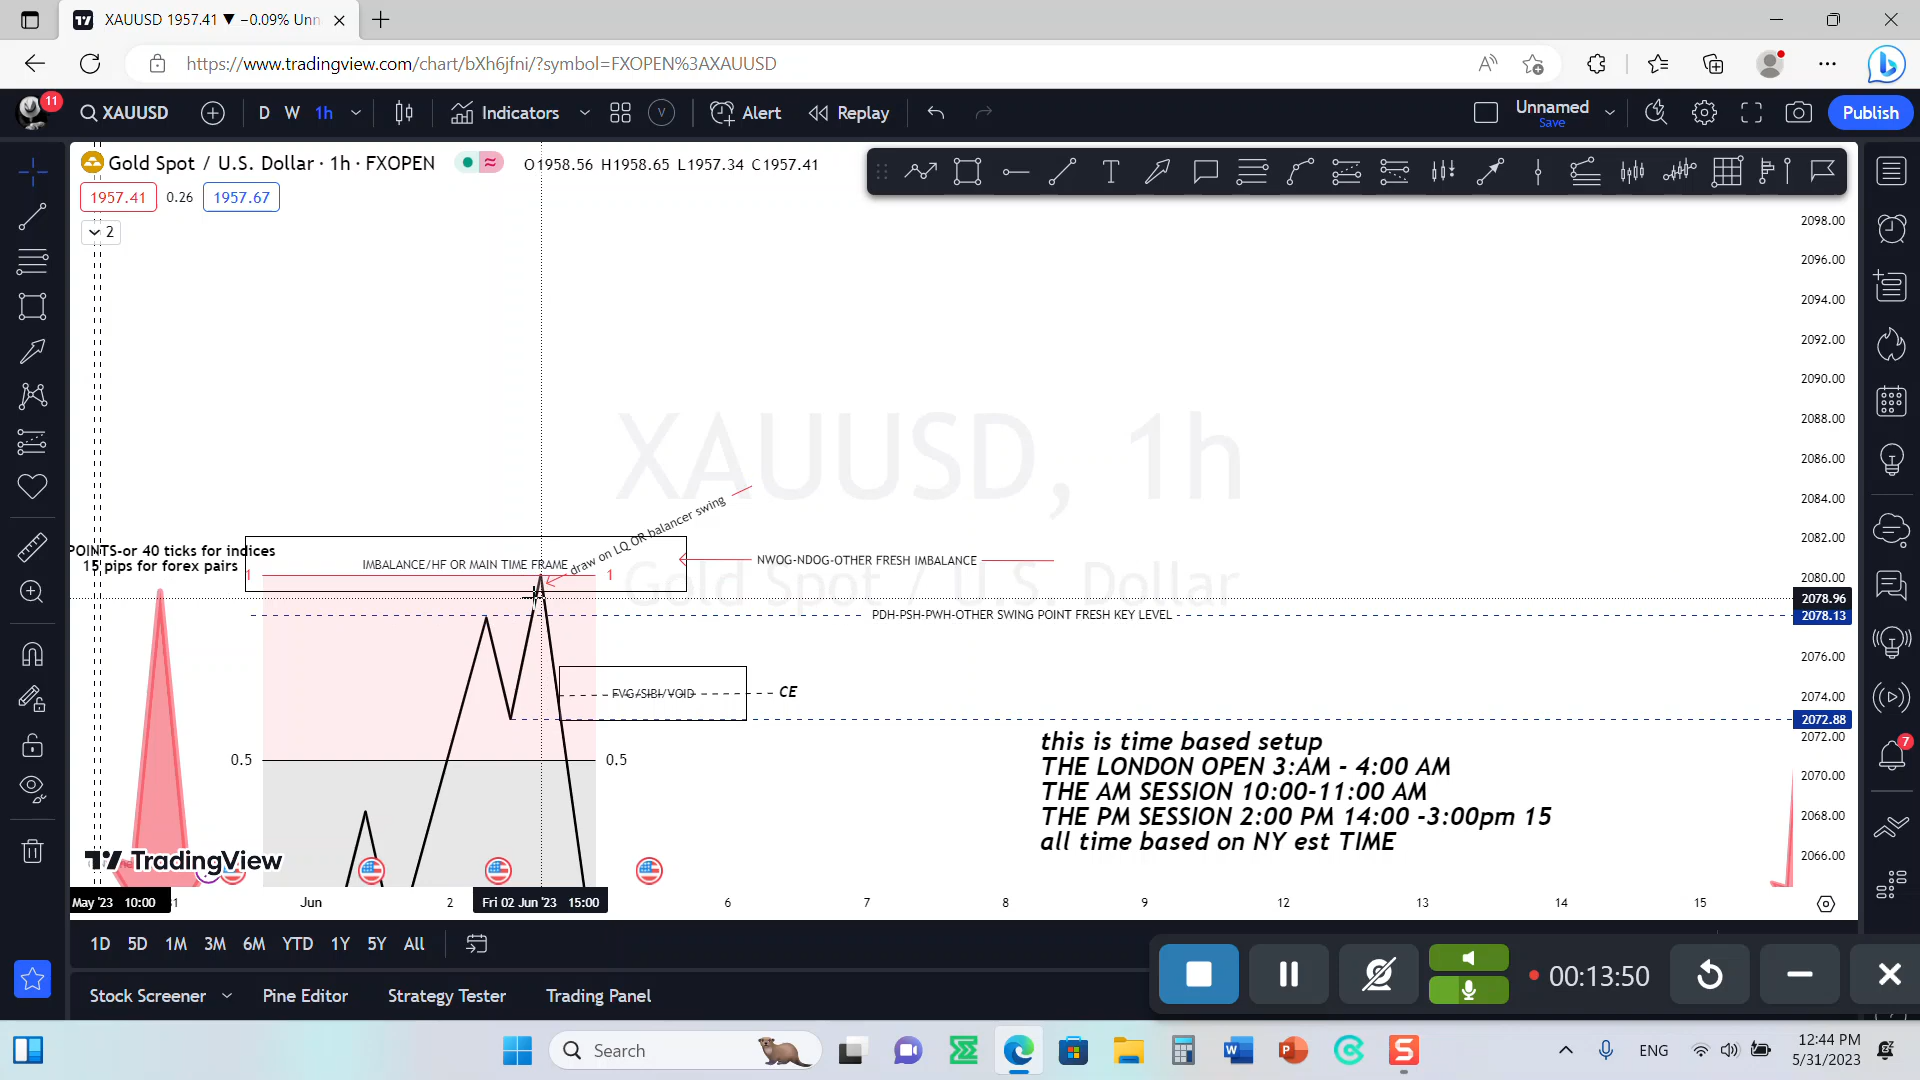 XAUUSD 1957.41 ▼ −0.09% Unn
https://www.tradingview.com/chart/bXh6jfni/?symbol=FXOPEN%3AXAUUSD
11
XAUUSD
D W 1h
Indicators
V
Alert
Replay
Unnamed
Save
Publish
Gold Spot / U.S. Dollar · 1h · FXOPEN
O1958.56 H1958.65 L1957.34 C1957.41
1957.41 0.26 1957.67
2
XAUUSD, 1h
Gold Spot / U.S. Dollar
POINTS-or 40 ticks for indices
15 pips for forex pairs
IMBALANCE/HF OR MAIN TIME FRAME
draw on LQ OR balancer swing
NWOG-NDOG-OTHER FRESH IMBALANCE
1 1
PDH-PSH-PWH-OTHER SWING POINT FRESH KEY LEVEL
FVG/SIBI/VOID
CE
0.5 0.5
this is time based setup
THE LONDON OPEN 3:AM - 4:00 AM
THE AM SESSION 10:00-11:00 AM
THE PM SESSION 2:00 PM 14:00 -3:00pm 15
all time based on NY est TIME
TradingView
2098.00
2096.00
2094.00
2092.00
2090.00
2088.00
2086.00
2084.00
2082.00
2080.00
2078.96
2078.13
2076.00
2074.00
2072.88
2072.00
2070.00
2068.00
2066.00
7
May '23 10:00 31 Jun 2 Fri 02 Jun '23 15:00 6 7 8 9 12 13 14 15
1D 5D 1M 3M 6M YTD 1Y 5Y All
Stock Screener Pine Editor Strategy Tester Trading Panel
00:13:50
Search
ENG
12:44 PM
5/31/2023